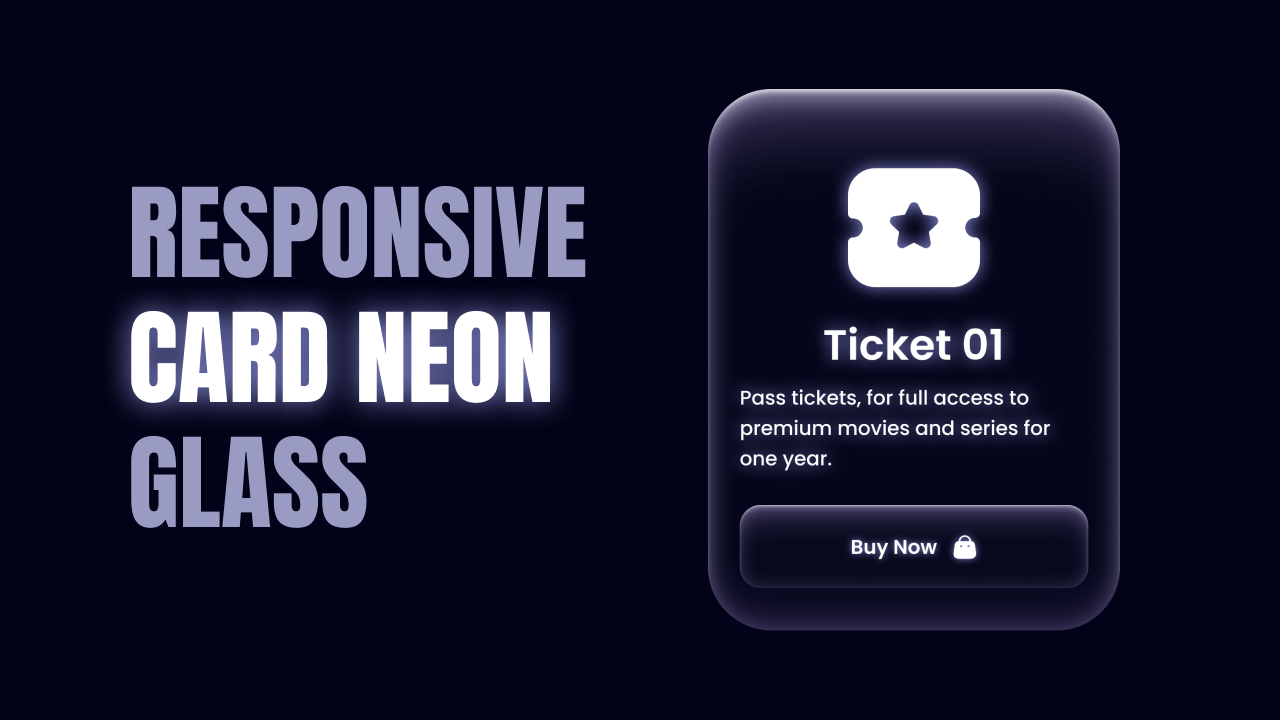 RESPONSIVE
CARD NEON
GLASS
Ticket 01
Pass tickets, for full access to
premium movies and series for
one year.
Buy Now